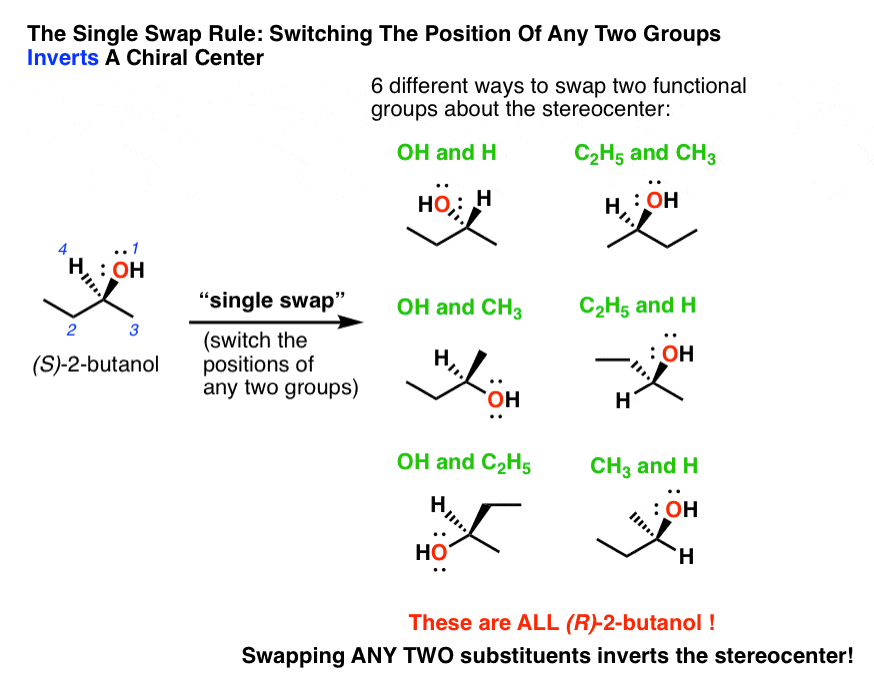 The Single Swap Rule: Switching The Position Of Any Two Groups
Inverts A Chiral Center
6 different ways to swap two functional
groups about the stereocenter:
OH and H
C₂H₅ and CH₃
HO: H
H :OH
4 1
H :OH
2 3
(S)-2-butanol
“single swap”
(switch the
positions of
any two groups)
OH and CH₃
C₂H₅ and H
H
OH
:OH
H
OH and C₂H₅
CH₃ and H
H
HO
:OH
H
These are ALL (R)-2-butanol !
Swapping ANY TWO substituents inverts the stereocenter!